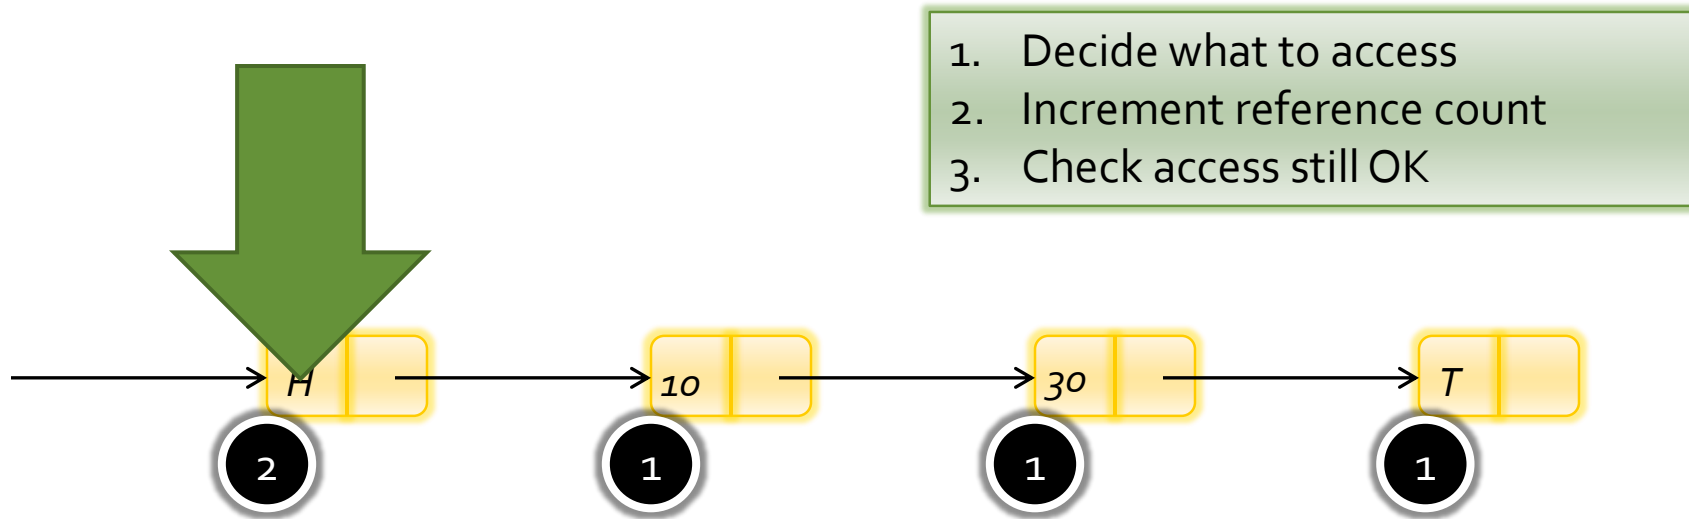 1. Decide what to access
2. Increment reference count
3. Check access still OK
H 10 30 T
2 1 1 1